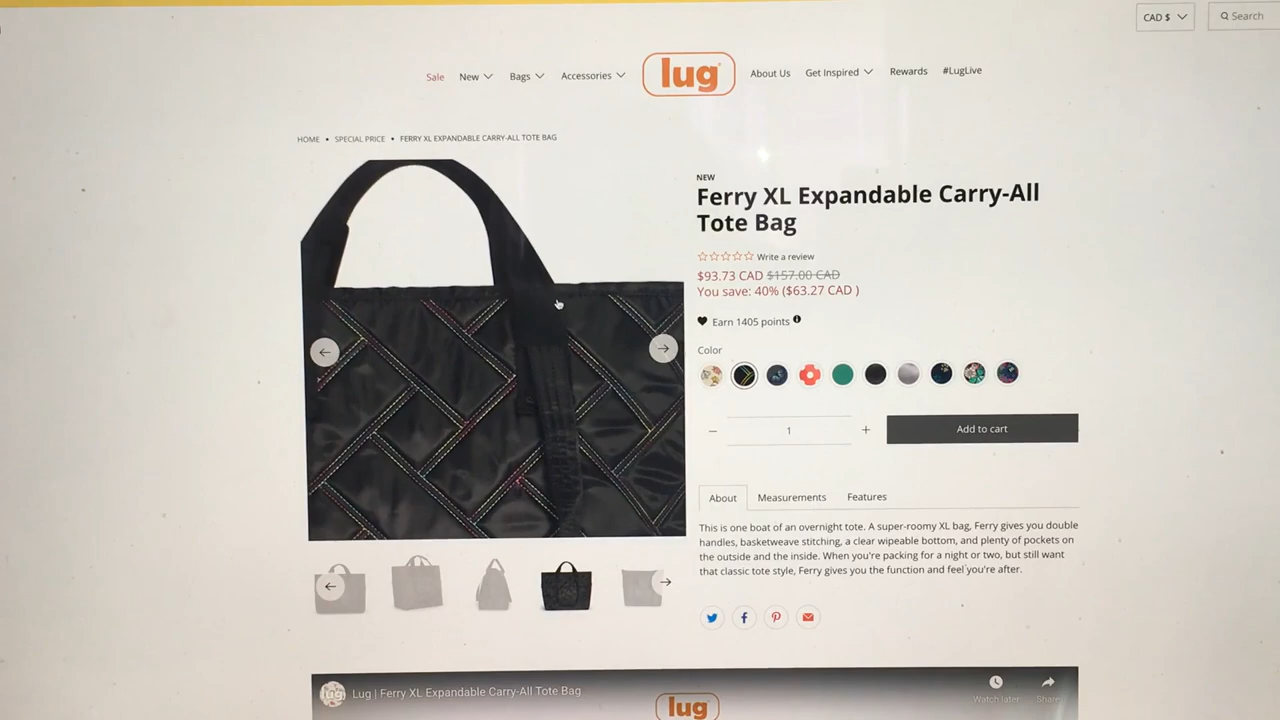 CAD $
Search
Sale
New
Bags
Accessories
lug
About Us
Get Inspired
Rewards
#LugLive
HOME • SPECIAL PRICE • FERRY XL EXPANDABLE CARRY-ALL TOTE BAG
NEW
Ferry XL Expandable Carry-All
Tote Bag
Write a review
$93.73 CAD $157.00 CAD
You save: 40% ($63.27 CAD )
Earn 1405 points
Color
1
Add to cart
About
Measurements
Features
This is one boat of an overnight tote. A super-roomy XL bag, Ferry gives you double
handles, basketweave stitching, a clear wipeable bottom, and plenty of pockets on
the outside and the inside. When you're packing for a night or two, but still want
that classic tote style, Ferry gives you the function and feel you're after.
lug
Lug | Ferry XL Expandable Carry-All Tote Bag
Watch later
Share
lug